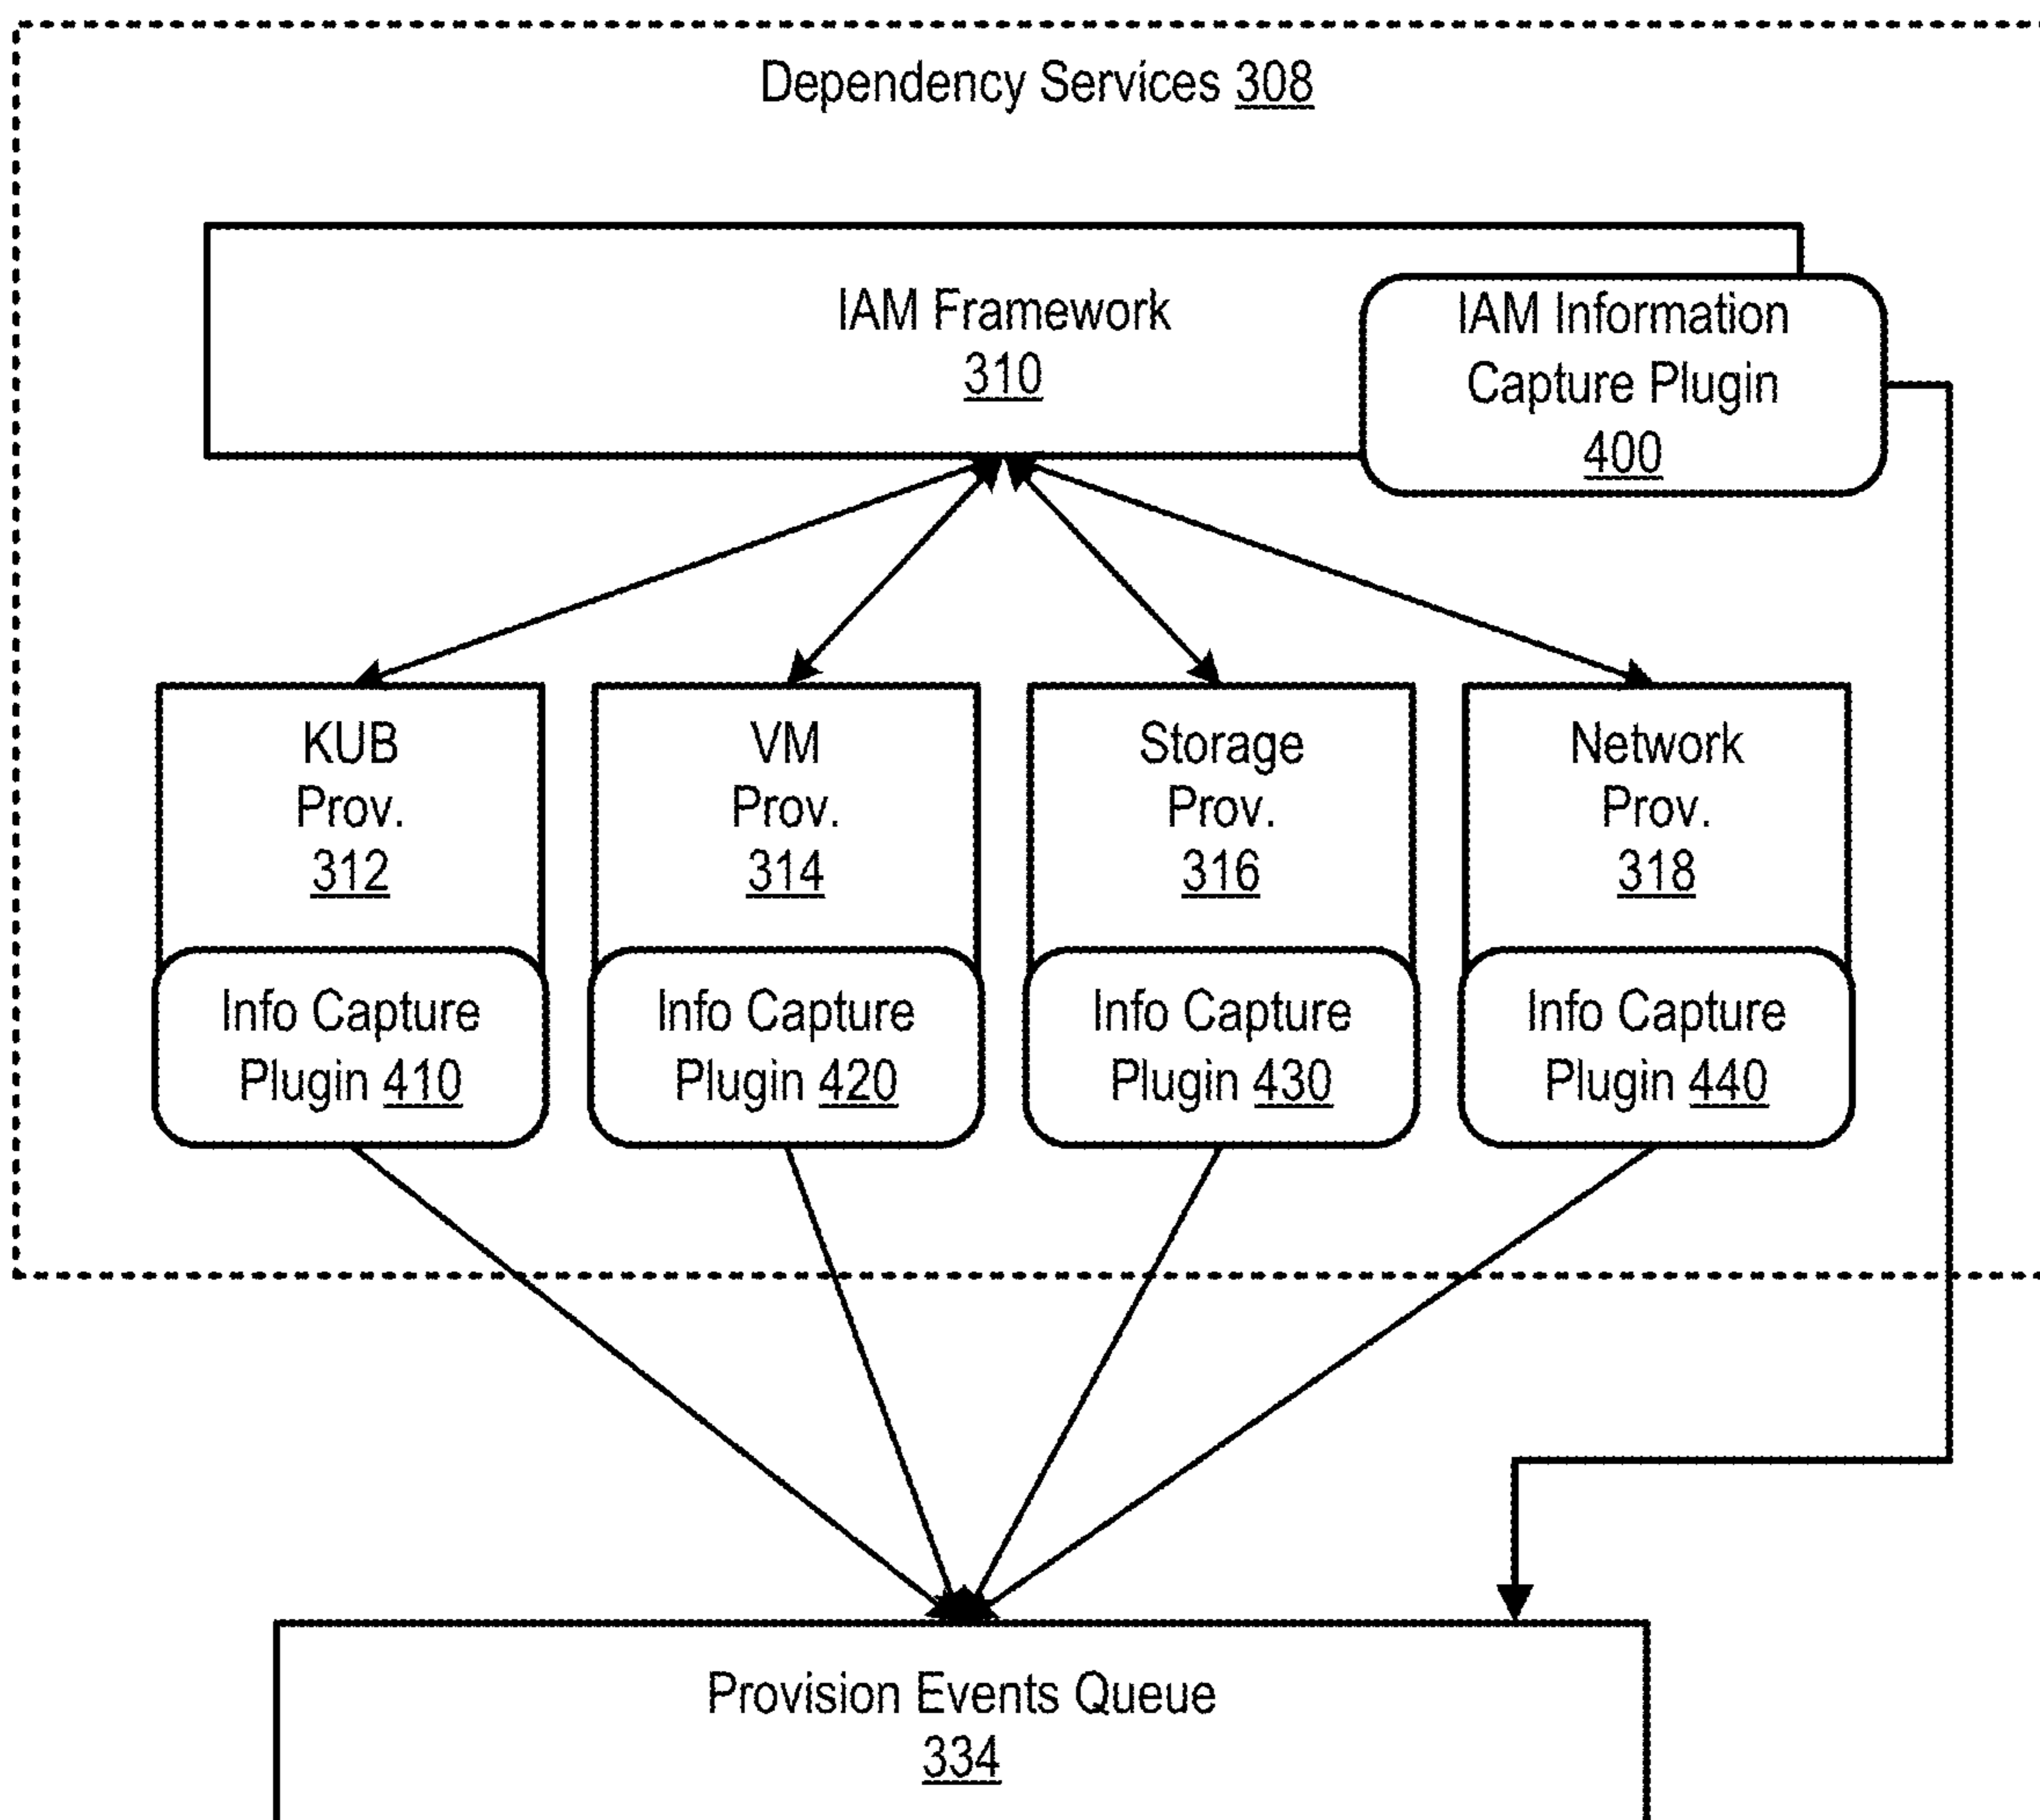 Dependency Services 308
IAM Framework
310
IAM Information
Capture Plugin
400
KUB
Prov.
312
VM
Prov.
314
Storage
Prov.
316
Network
Prov.
318
Info Capture
Plugin 410
Info Capture
Plugin 420
Info Capture
Plugin 430
Info Capture
Plugin 440
Provision Events Queue
334